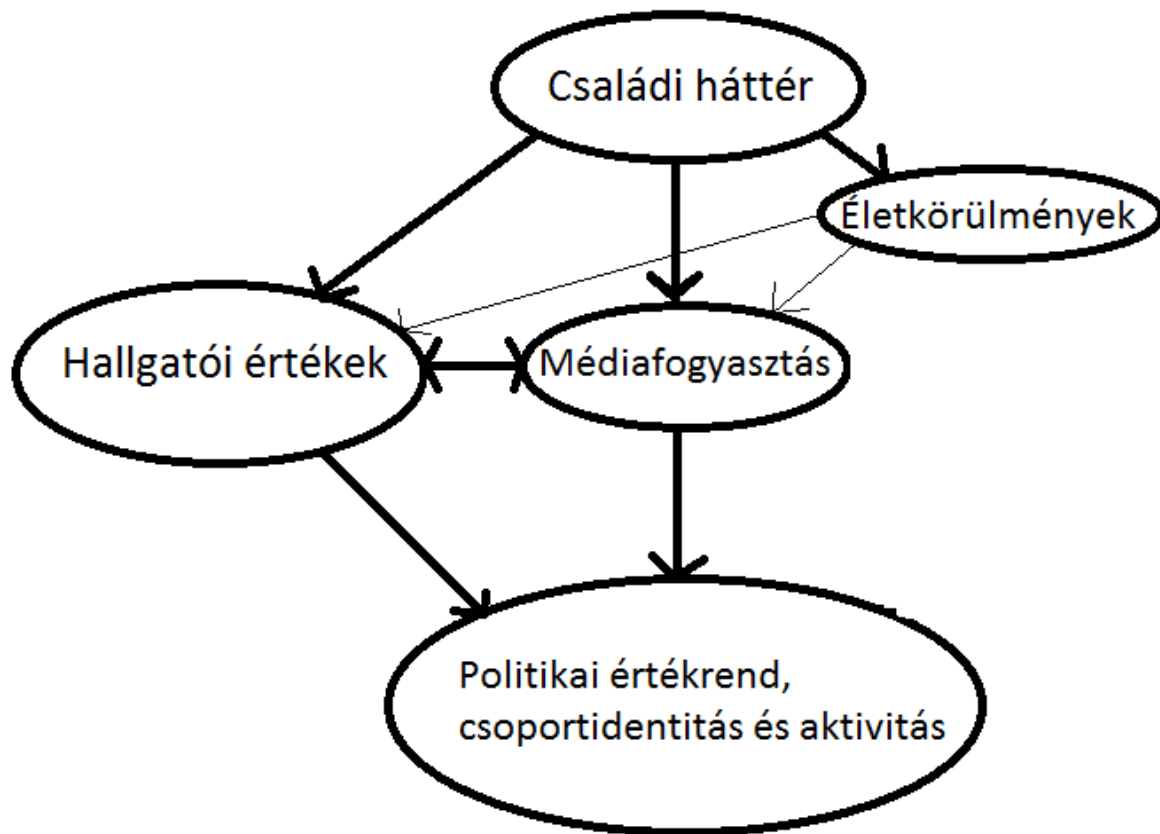 Családi háttér
Életkörülmények
Hallgatói értékek
Médiafogyasztás
Politikai értékrend,
csoportidentitás és aktivitás